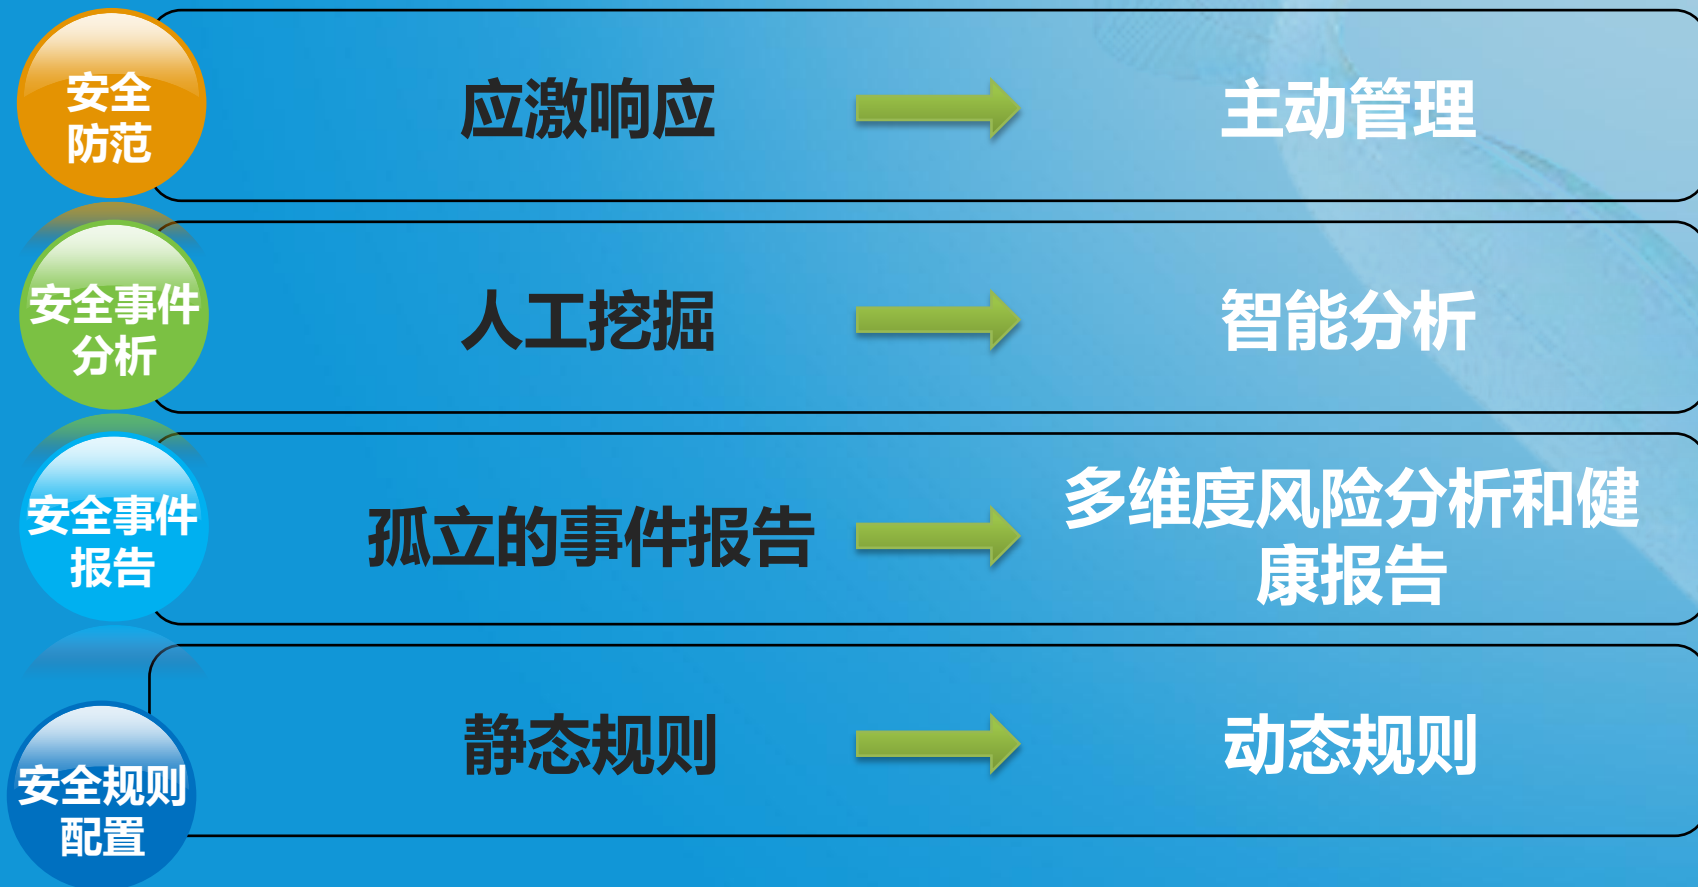 安全
防范
应激响应
主动管理
安全事件
分析
人工挖掘
智能分析
安全事件
报告
孤立的事件报告
多维度风险分析和健
康报告
安全规则
配置
静态规则
动态规则